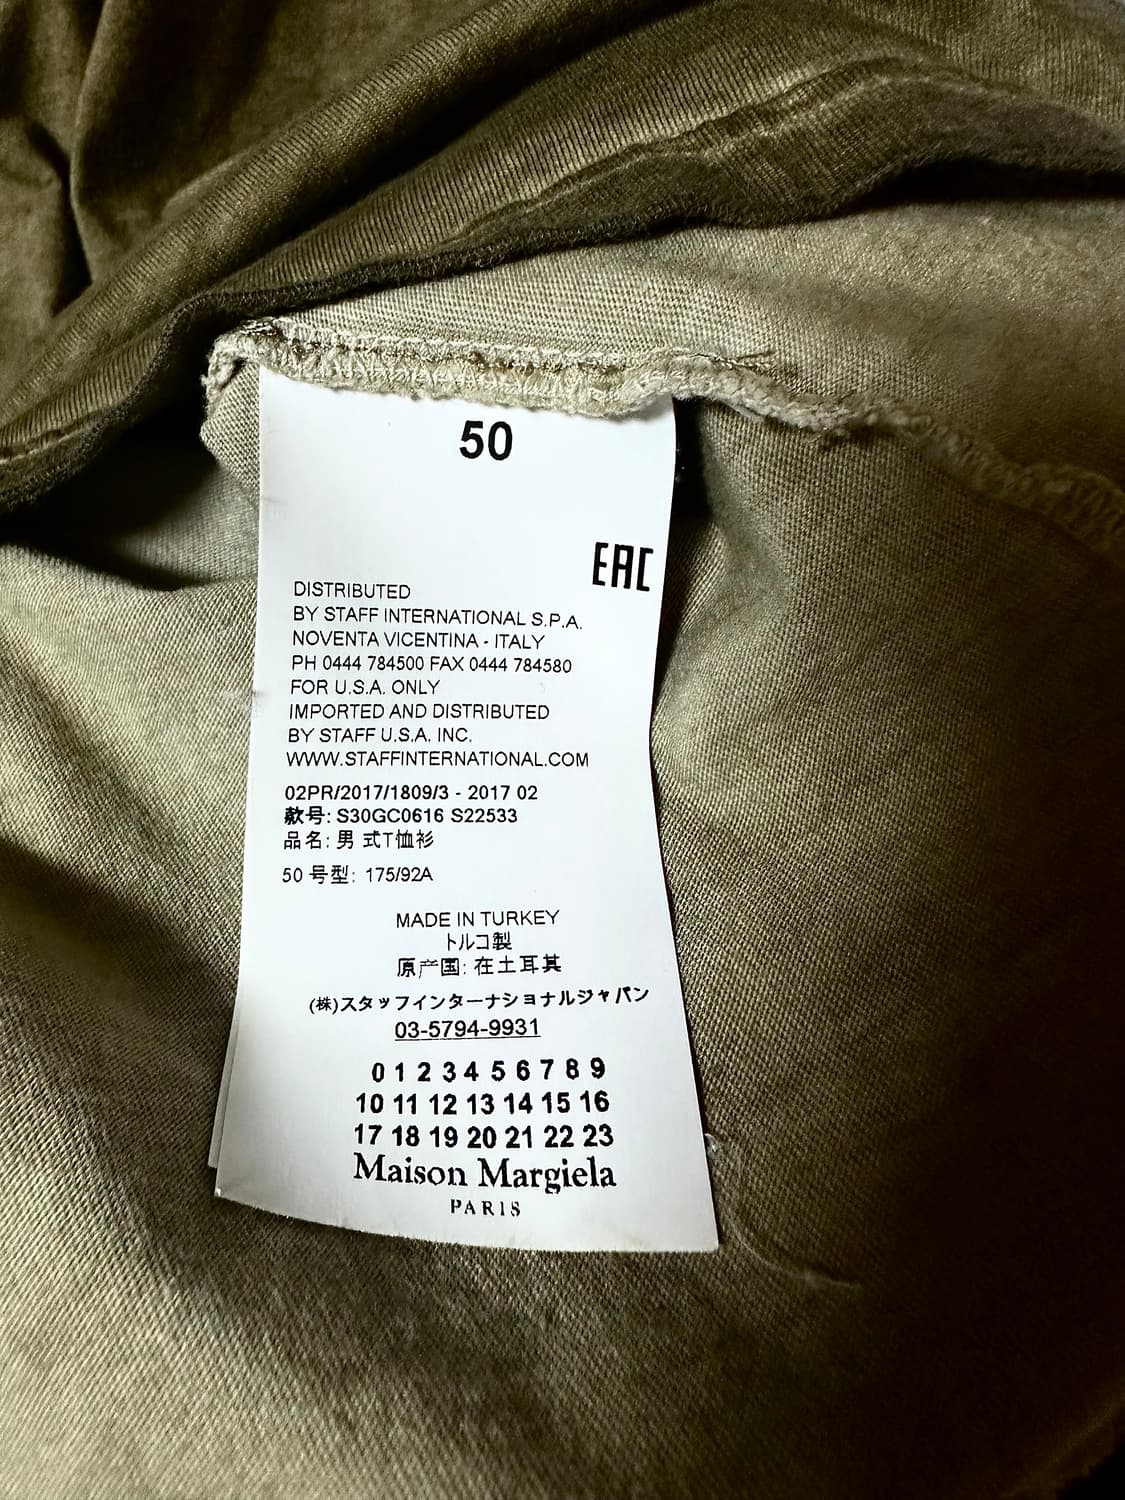 50
EAC
DISTRIBUTED
BY STAFF INTERNATIONAL S.P.A.
NOVENTA VICENTINA - ITALY
PH 0444 784500 FAX 0444 784580
FOR U.S.A. ONLY
IMPORTED AND DISTRIBUTED
BY STAFF U.S.A. INC.
WWW.STAFFINTERNATIONAL.COM
02PR/2017/1809/3 - 2017 02
款号: S30GC0616 S22533
品名: 男 式T恤衫
50 号型: 175/92A
MADE IN TURKEY
トルコ製
原产国: 在土耳其
(株)スタッフインターナショナルジャパン
03-5794-9931
0 1 2 3 4 5 6 7 8 9
10 11 12 13 14 15 16
17 18 19 20 21 22 23
Maison Margiela
PARIS